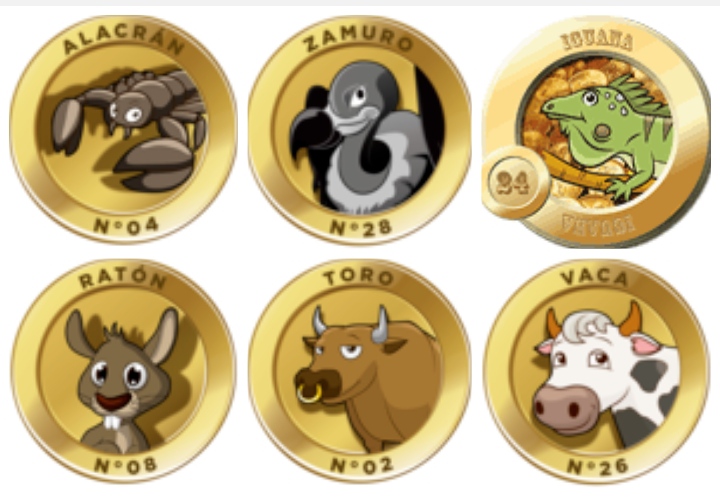 ALACRÁN
N°04
ZAMURO
N°28
IGUANA
24
RATÓN
N°08
TORO
N°02
VACA
N°26